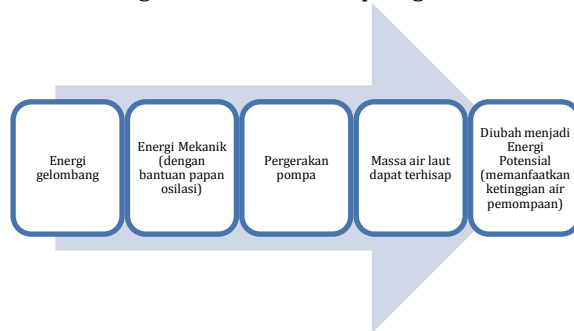 Energi
gelombang
Energi Mekanik
(dengan
bantuan papan
osilasi)
Pergerakan
pompa
Massa air laut
dapat terhisap
Diubah menjadi
Energi
Potensial
(memanfaatkan
ketinggian air
pemompaan)